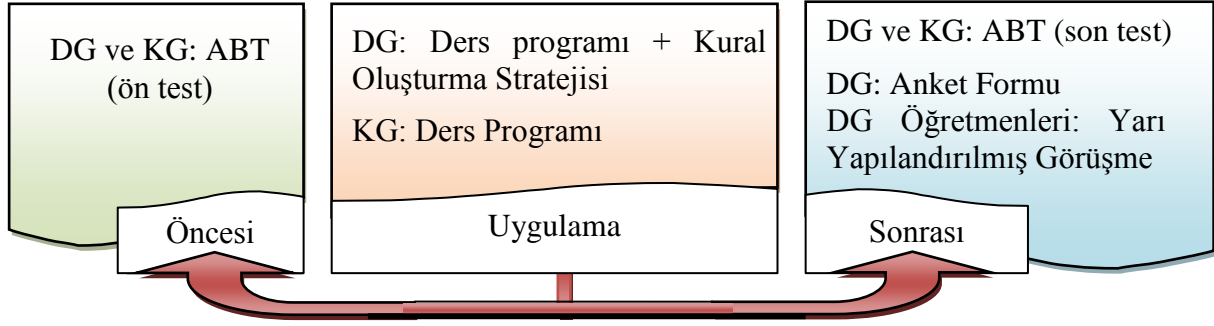 DG ve KG: ABT
(ön test)
Öncesi
DG: Ders programı + Kural
Oluşturma Stratejisi
KG: Ders Programı
Uygulama
DG ve KG: ABT (son test)
DG: Anket Formu
DG Öğretmenleri: Yarı
Yapılandırılmış Görüşme
Sonrası